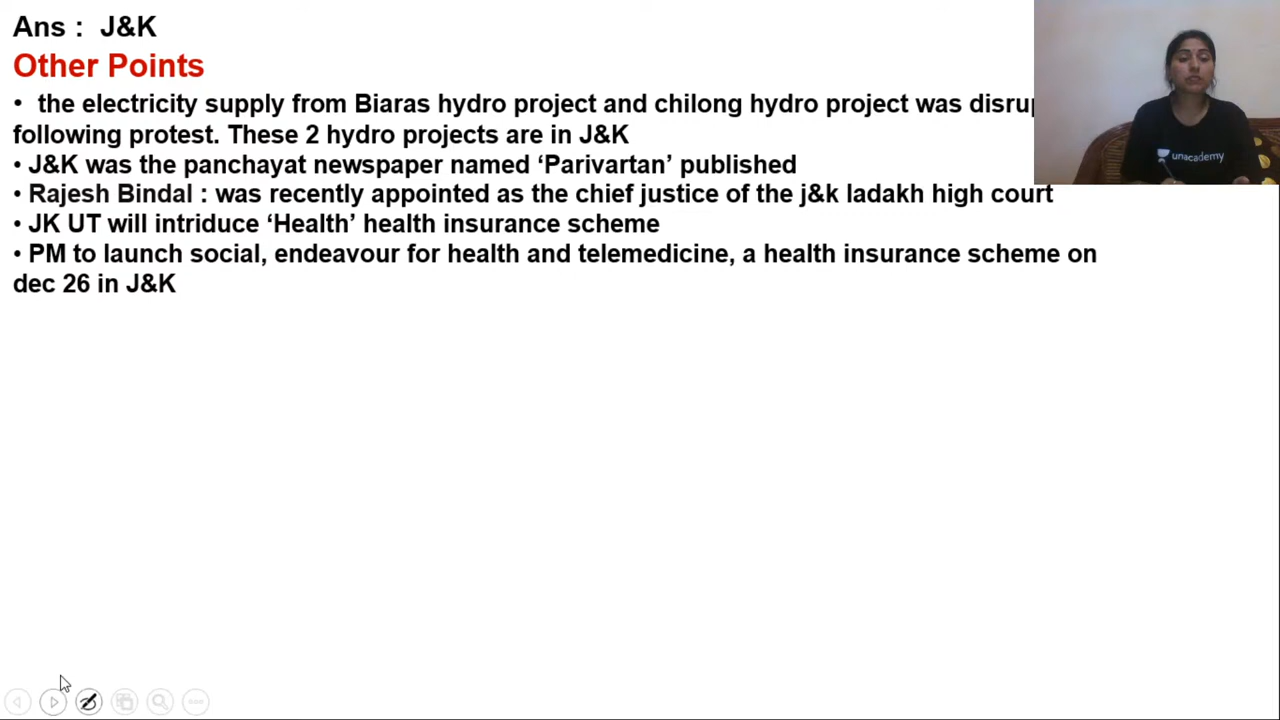 Ans : J&K
Other Points
• the electricity supply from Biaras hydro project and chilong hydro project was
following protest. These 2 hydro projects are in J&K
• J&K was the panchayat newspaper named ‘Parivartan’ published
• Rajesh Bindal : was recently appointed as the chief justice of the j&k ladakh high court
• JK UT will intriduce ‘Health’ health insurance scheme
• PM to launch social, endeavour for health and telemedicine, a health insurance scheme on
dec 26 in J&K
unacademy